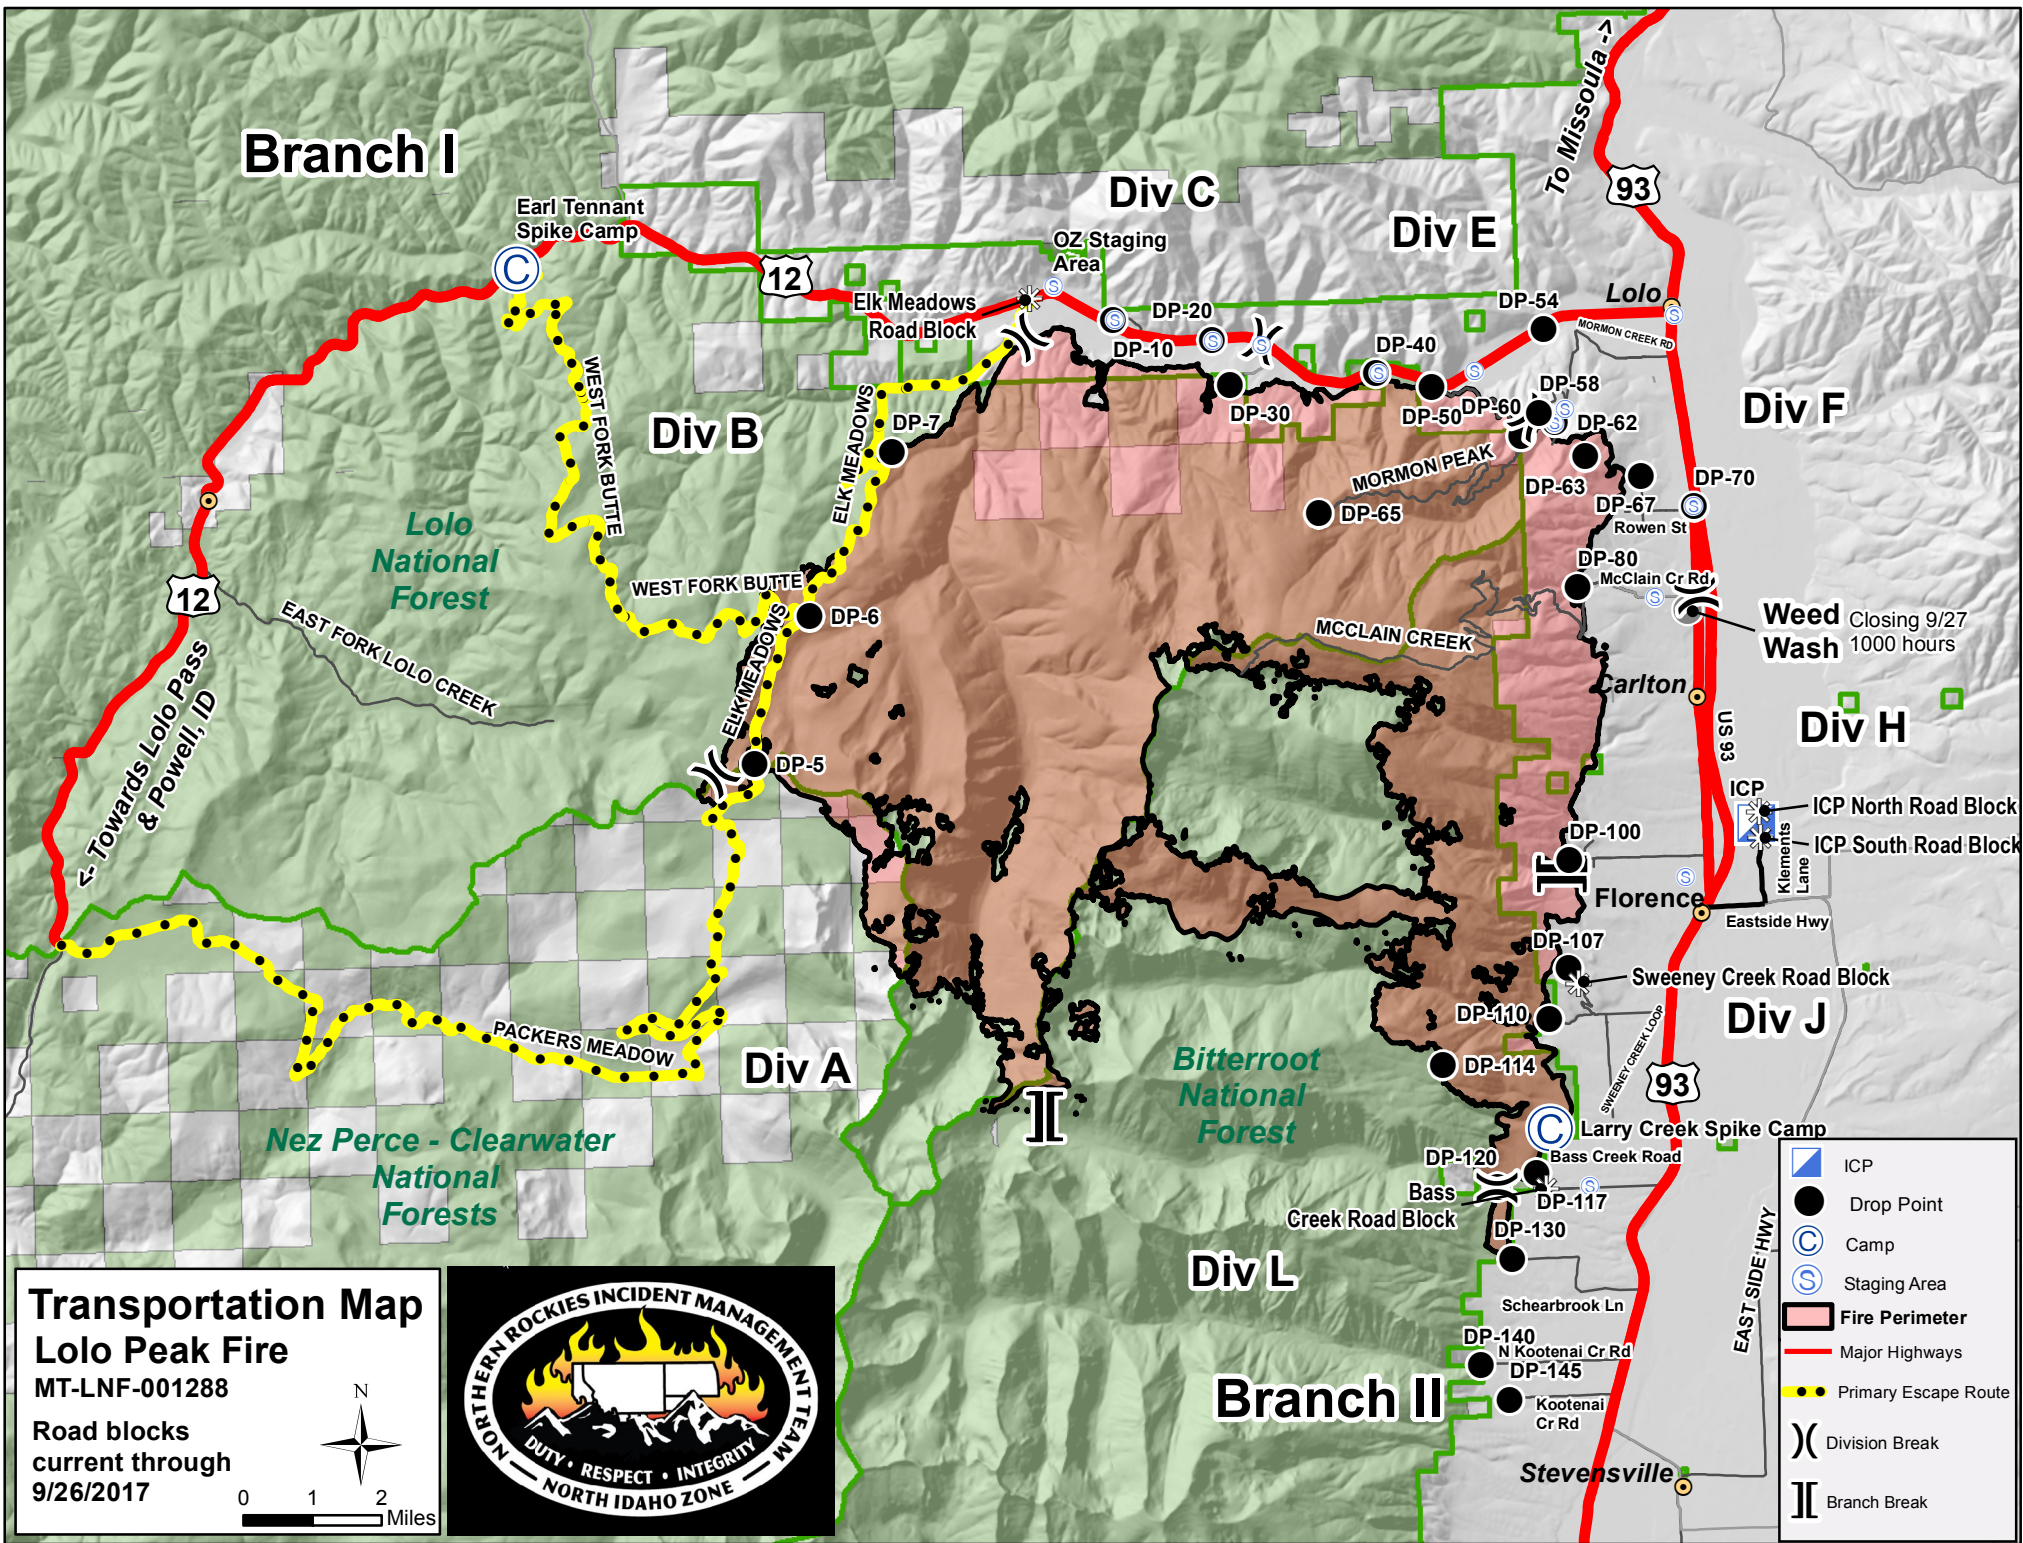 To Missoula ->
93
Branch I
Div C
Div E
Earl Tennant
Spike Camp
C
12
OZ Staging
Area
S
Elk Meadows
Road Block
DP-20
DP-10
DP-54
Lolo
MORMON CREEK RD
DP-40
DP-30
DP-50
DP-58
DP-60
DP-62
Div F
WEST FORK BUTTE
Div B
ELK MEADOWS
DP-7
MORMON PEAK
DP-63
DP-65
DP-67
DP-70
Rowen St
Lolo
National
Forest
DP-80
McClain Cr Rd
WEST FORK BUTTE
DP-6
12
EAST FORK LOLO CREEK
MCCLAIN CREEK
Weed
Wash
Closing 9/27
1000 hours
Carlton
ELK MEADOWS
US 93
Div H
<- Towards Lolo Pass
& Powell, ID
DP-5
ICP
ICP North Road Block
ICP South Road Block
Klements
Lane
DP-100
Florence
Eastside Hwy
DP-107
Sweeney Creek Road Block
DP-110
SWEENEY CREEK LOOP
Div J
PACKERS MEADOW
Div A
Bitterroot
National
Forest
DP-114
93
C
Larry Creek Spike Camp
Nez Perce - Clearwater
National
Forests
DP-120
Bass Creek Road
Bass
Creek Road Block
DP-117
DP-130
Div L
Schearbrook Ln
EAST SIDE HWY
DP-140
N Kootenai Cr Rd
DP-145
Kootenai
Cr Rd
Branch II
Stevensville
Transportation Map
Lolo Peak Fire
MT-LNF-001288
Road blocks
current through
9/26/2017
N
0 1 2
Miles
NORTHERN ROCKIES INCIDENT MANAGEMENT TEAM
DUTY • RESPECT • INTEGRITY
NORTH IDAHO ZONE
ICP
Drop Point
C Camp
S Staging Area
Fire Perimeter
Major Highways
Primary Escape Route
Division Break
Branch Break